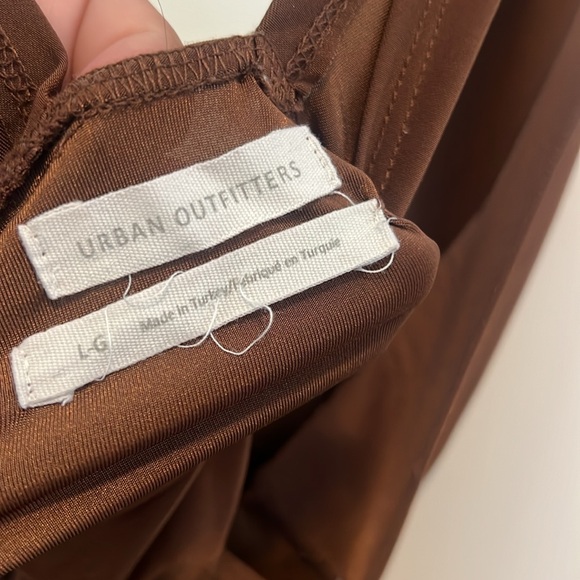 URBAN OUTFITTERS
L-G Made in Turkey/Fabriqué en Turquie